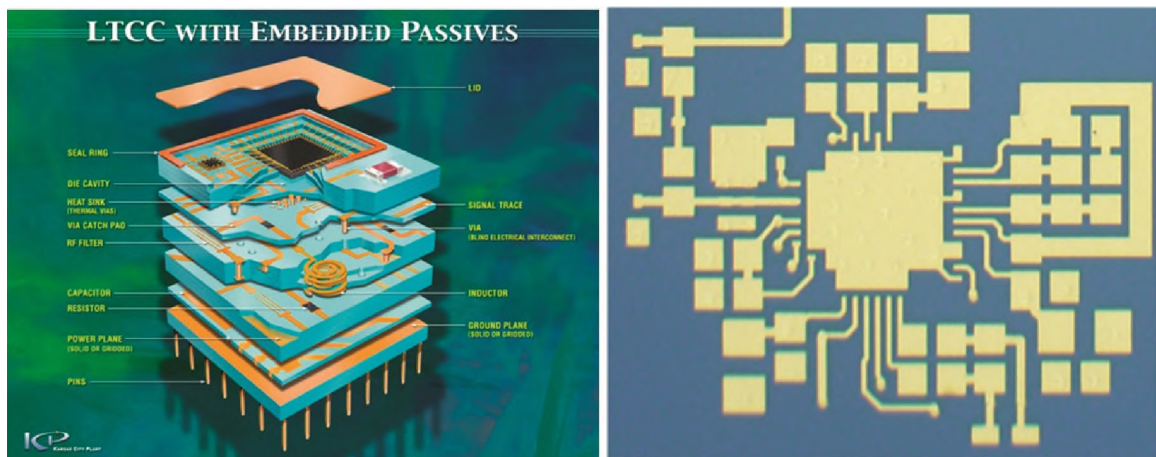 LTCC WITH EMBEDDED PASSIVES
LID
SEAL RING
DIE CAVITY
HEAT SINK
(THERMAL VIAS)
VIA CATCH PAD
RF FILTER
SIGNAL TRACE
VIA
(BLIND ELECTRICAL INTERCONNECT)
CAPACITOR
RESISTOR
POWER PLANE
(SOLID OR GRIDDED)
PINS
INDUCTOR
GROUND PLANE
(SOLID OR GRIDDED)
KCP KANSAS CITY PLANT